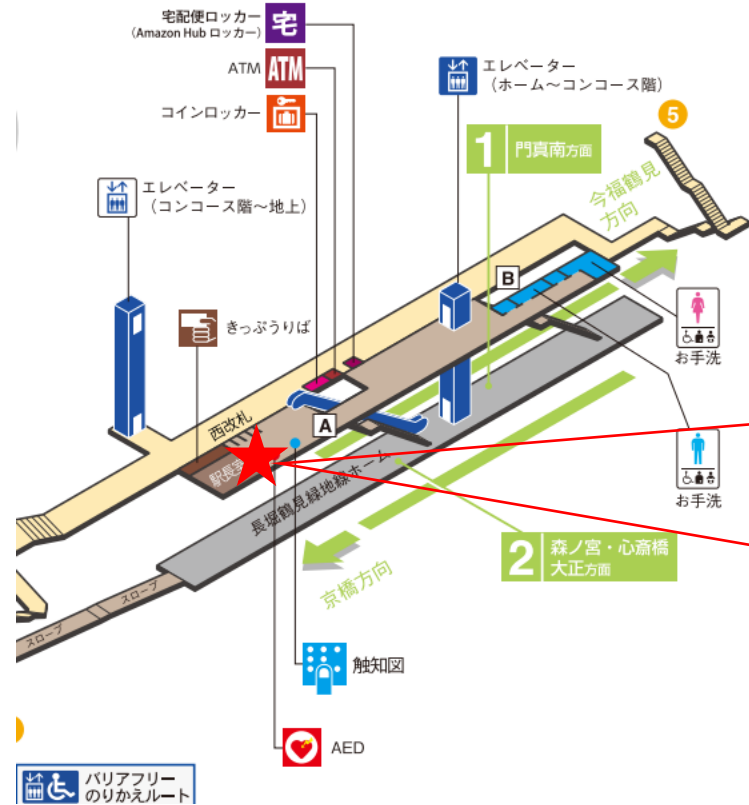 宅配便ロッカー
(Amazon Hub ロッカー)
宅
ATM
ATM
コインロッカー
エレベーター
(ホーム～コンコース階)
5
1
門真南方面
今福鶴見
方向
エレベーター
(コンコース階～地上)
B
きっぷうりば
お手洗
西改札
A
駅長室
長堀鶴見緑地線ホーム
お手洗
2
森ノ宮・心斎橋
大正方面
京橋方向
スロープ
スロープ
触知図
AED
バリアフリー
のりかえルート